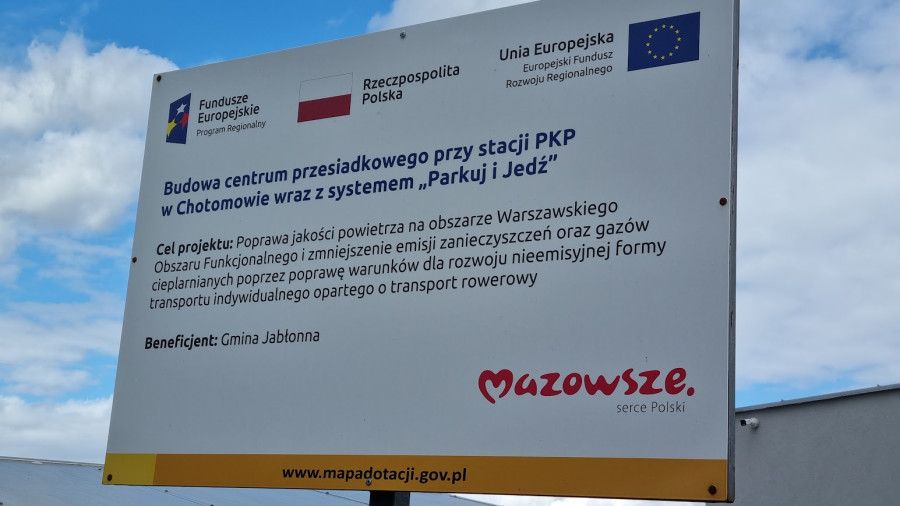 Fundusze
Europejskie
Program Regionalny
Rzeczpospolita
Polska
Unia Europejska
Europejski Fundusz
Rozwoju Regionalnego
Budowa centrum przesiadkowego przy stacji PKP
w Chotomowie wraz z systemem „Parkuj i Jedź”
Cel projektu: Poprawa jakości powietrza na obszarze Warszawskiego
Obszaru Funkcjonalnego i zmniejszenie emisji zanieczyszczeń oraz gazów
cieplarnianych poprzez poprawę warunków dla rozwoju nieemisyjnej formy
transportu indywidualnego opartego o transport rowerowy
Beneficjent: Gmina Jabłonna
mazowsze.
serce Polski
www.mapadotacji.gov.pl